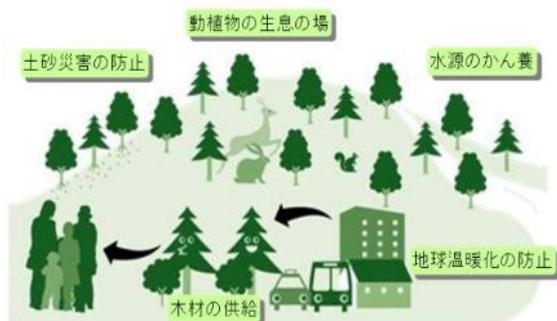 動植物の生息の場
土砂災害の防止
水源のかん養
地球温暖化の防止
木材の供給